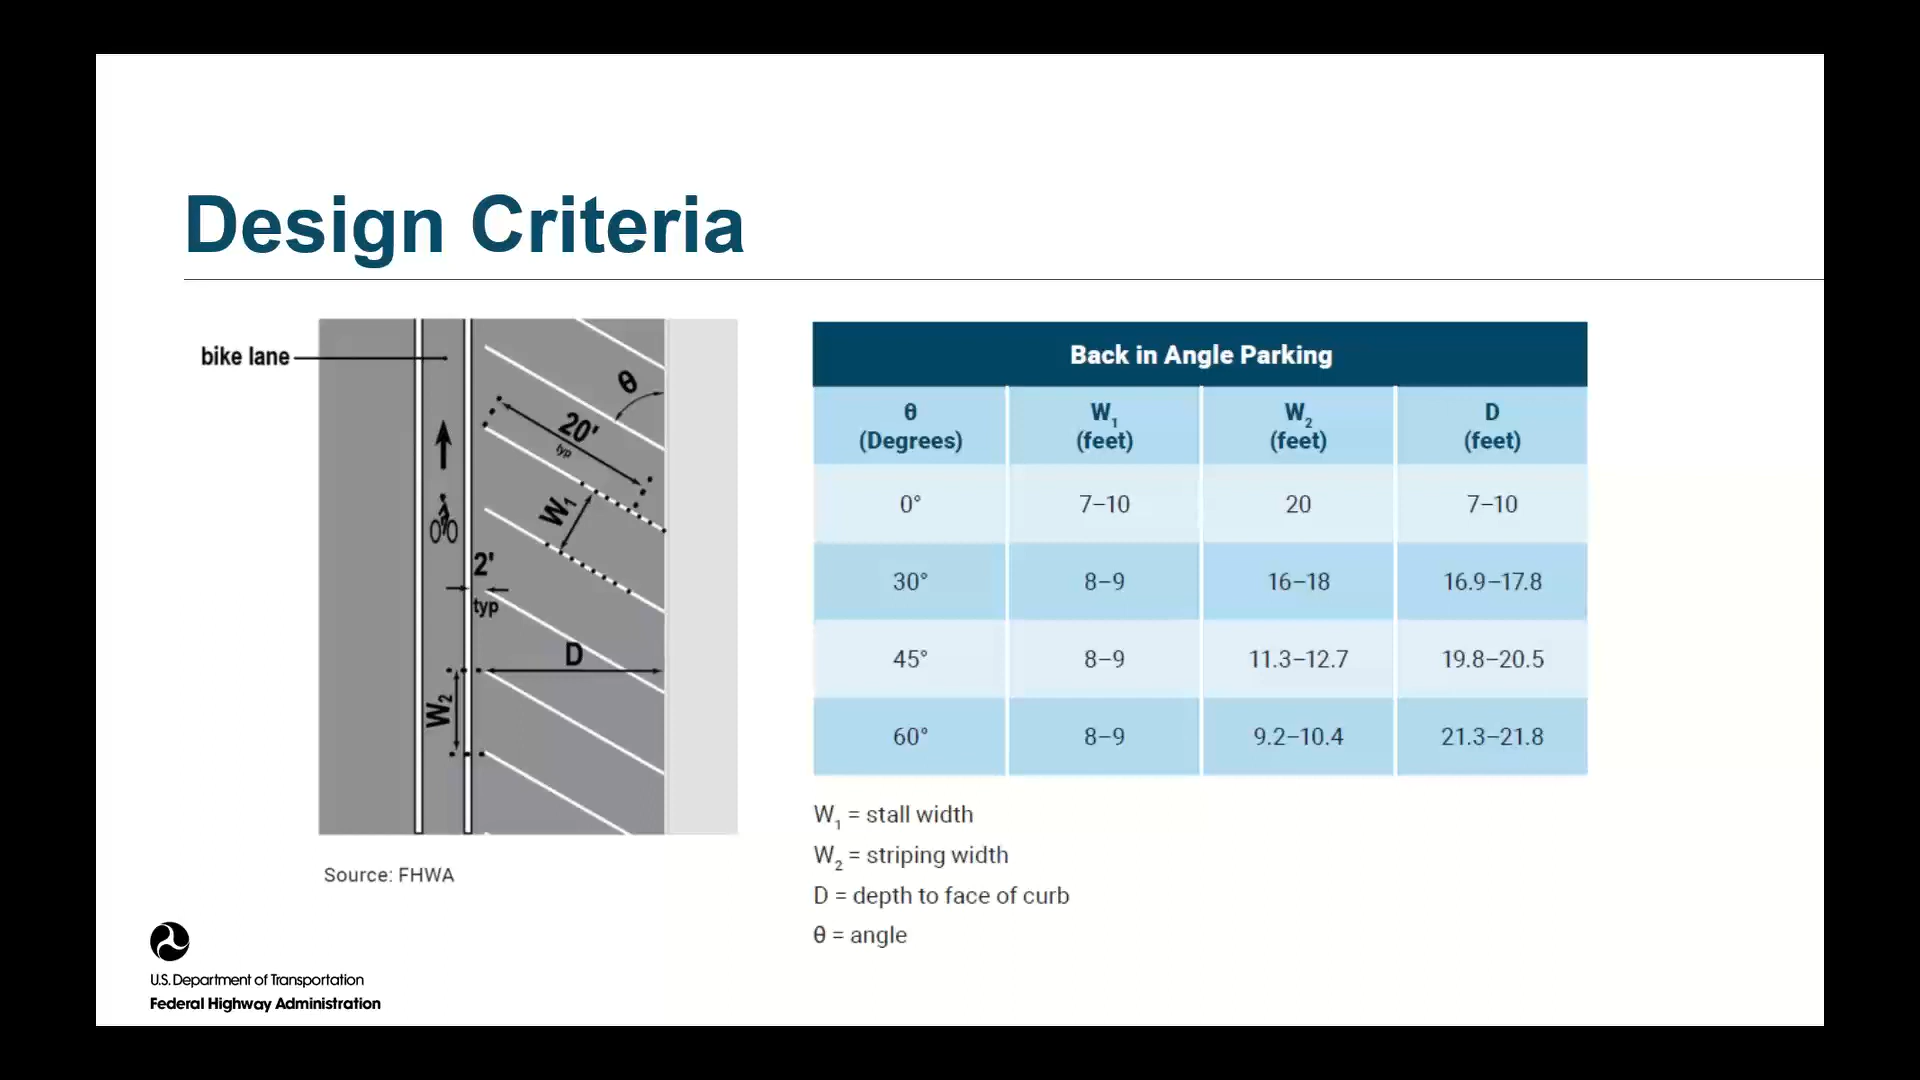 Design Criteria
bike lane
θ
20'
typ
W1
2'
typ
D
W2
Source: FHWA
Back in Angle Parking
θ (Degrees) W1 (feet) W2 (feet) D (feet)
0° 7–10 20 7–10
30° 8–9 16–18 16.9–17.8
45° 8–9 11.3–12.7 19.8–20.5
60° 8–9 9.2–10.4 21.3–21.8
W1 = stall width
W2 = striping width
D = depth to face of curb
θ = angle
U.S. Department of Transportation
Federal Highway Administration